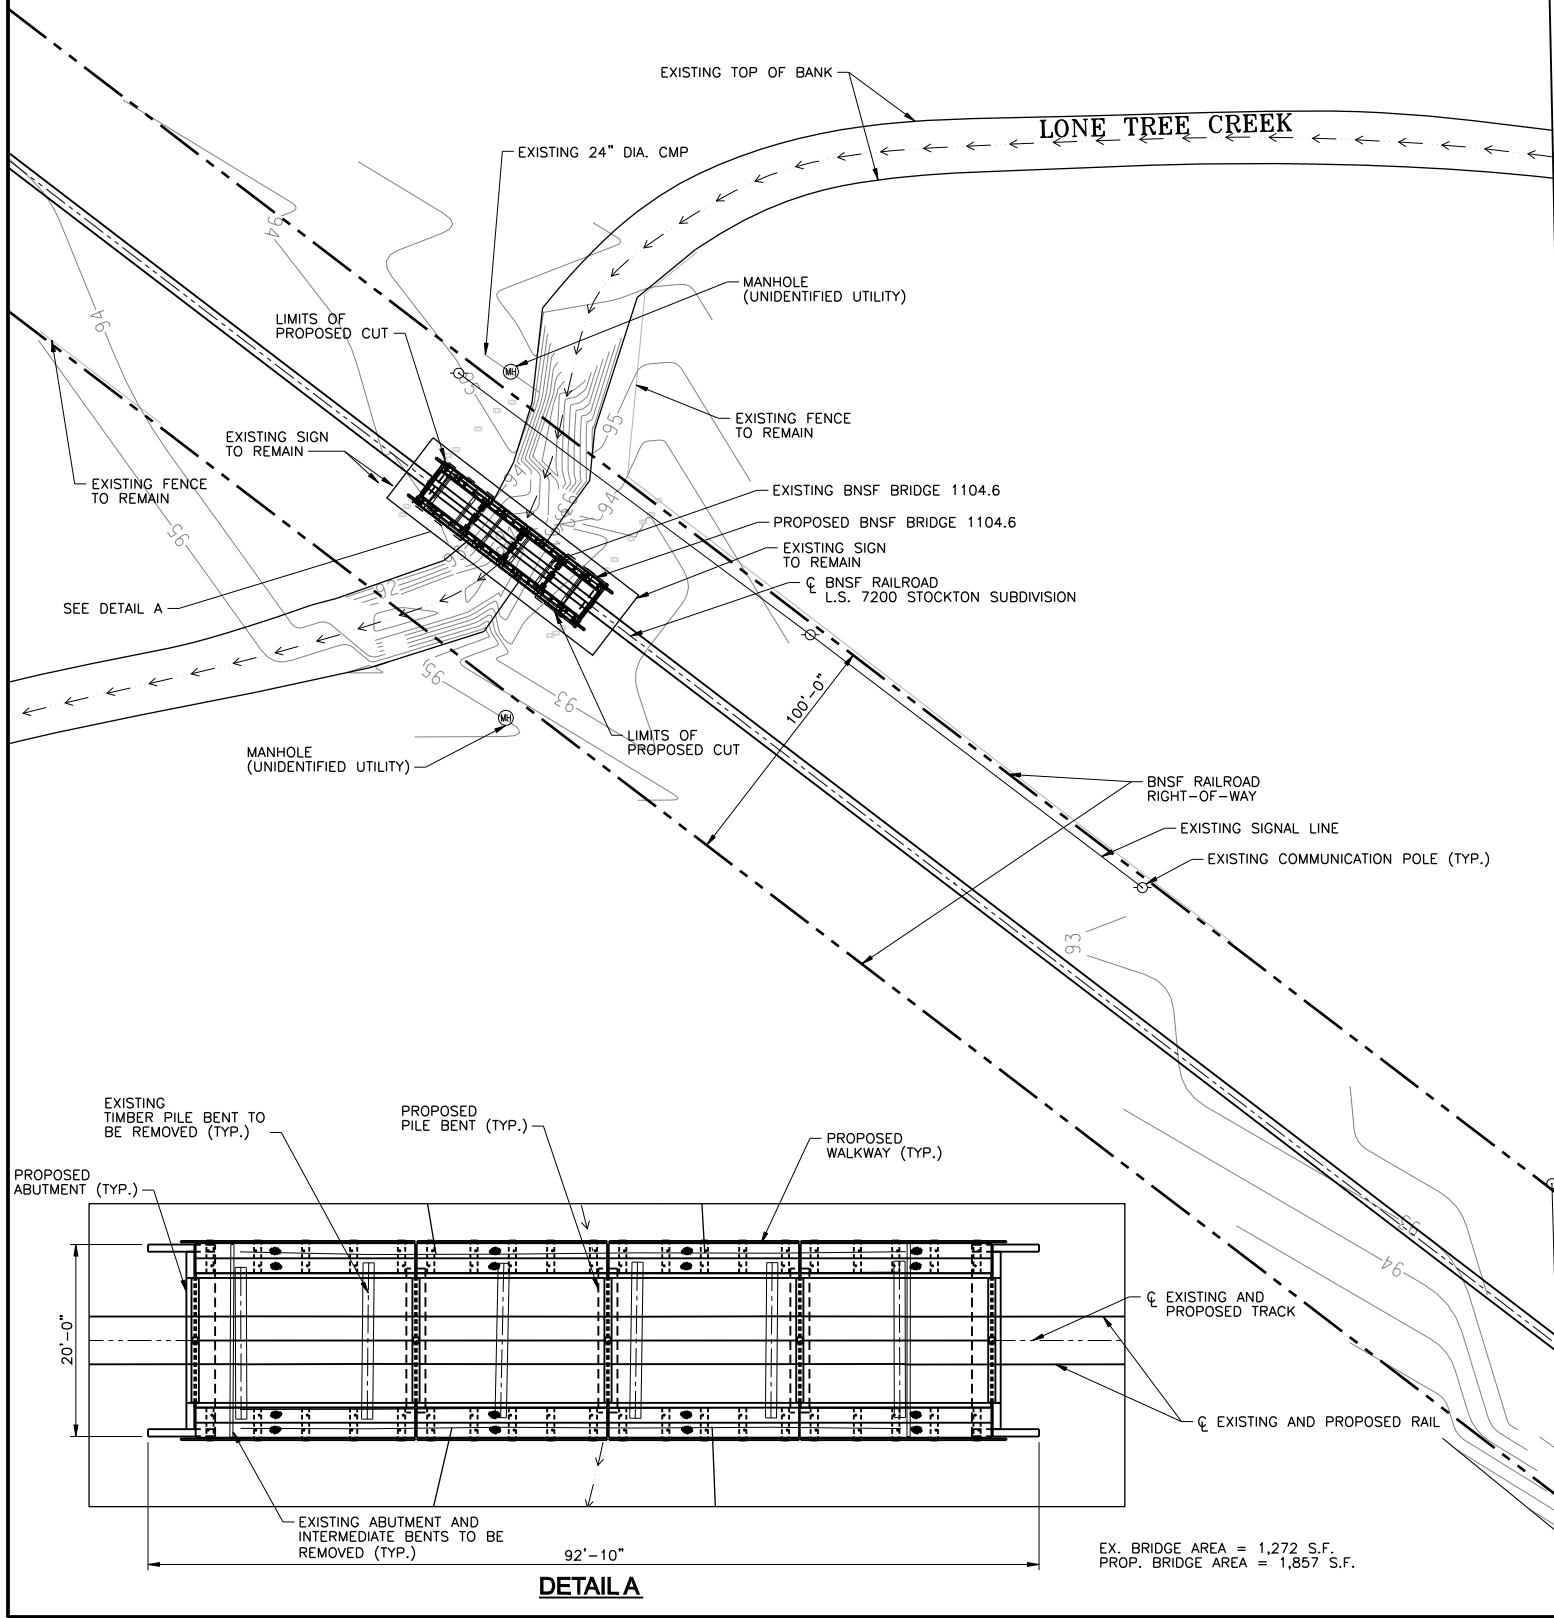 EXISTING TOP OF BANK
LONE TREE CREEK
EXISTING 24" DIA. CMP
94
MANHOLE
(UNIDENTIFIED UTILITY)
94
LIMITS OF
PROPOSED CUT
MH
95
EXISTING FENCE
TO REMAIN
EXISTING SIGN
TO REMAIN
EXISTING FENCE
TO REMAIN
94
94
EXISTING BNSF BRIDGE 1104.6
PROPOSED BNSF BRIDGE 1104.6
95
EXISTING SIGN
TO REMAIN
℄ BNSF RAILROAD
L.S. 7200 STOCKTON SUBDIVISION
92
SEE DETAIL A
95
93
100'-0"
MH
LIMITS OF
PROPOSED CUT
MANHOLE
(UNIDENTIFIED UTILITY)
BNSF RAILROAD
RIGHT-OF-WAY
EXISTING SIGNAL LINE
EXISTING COMMUNICATION POLE (TYP.)
93
EXISTING
TIMBER PILE BENT TO
BE REMOVED (TYP.)
PROPOSED
PILE BENT (TYP.)
PROPOSED
WALKWAY (TYP.)
PROPOSED
ABUTMENT (TYP.)
93
94
℄ EXISTING AND
PROPOSED TRACK
20'-0"
℄ EXISTING AND PROPOSED RAIL
EXISTING ABUTMENT AND
INTERMEDIATE BENTS TO BE
REMOVED (TYP.)
92'-10"
DETAIL A
EX. BRIDGE AREA = 1,272 S.F.
PROP. BRIDGE AREA = 1,857 S.F.